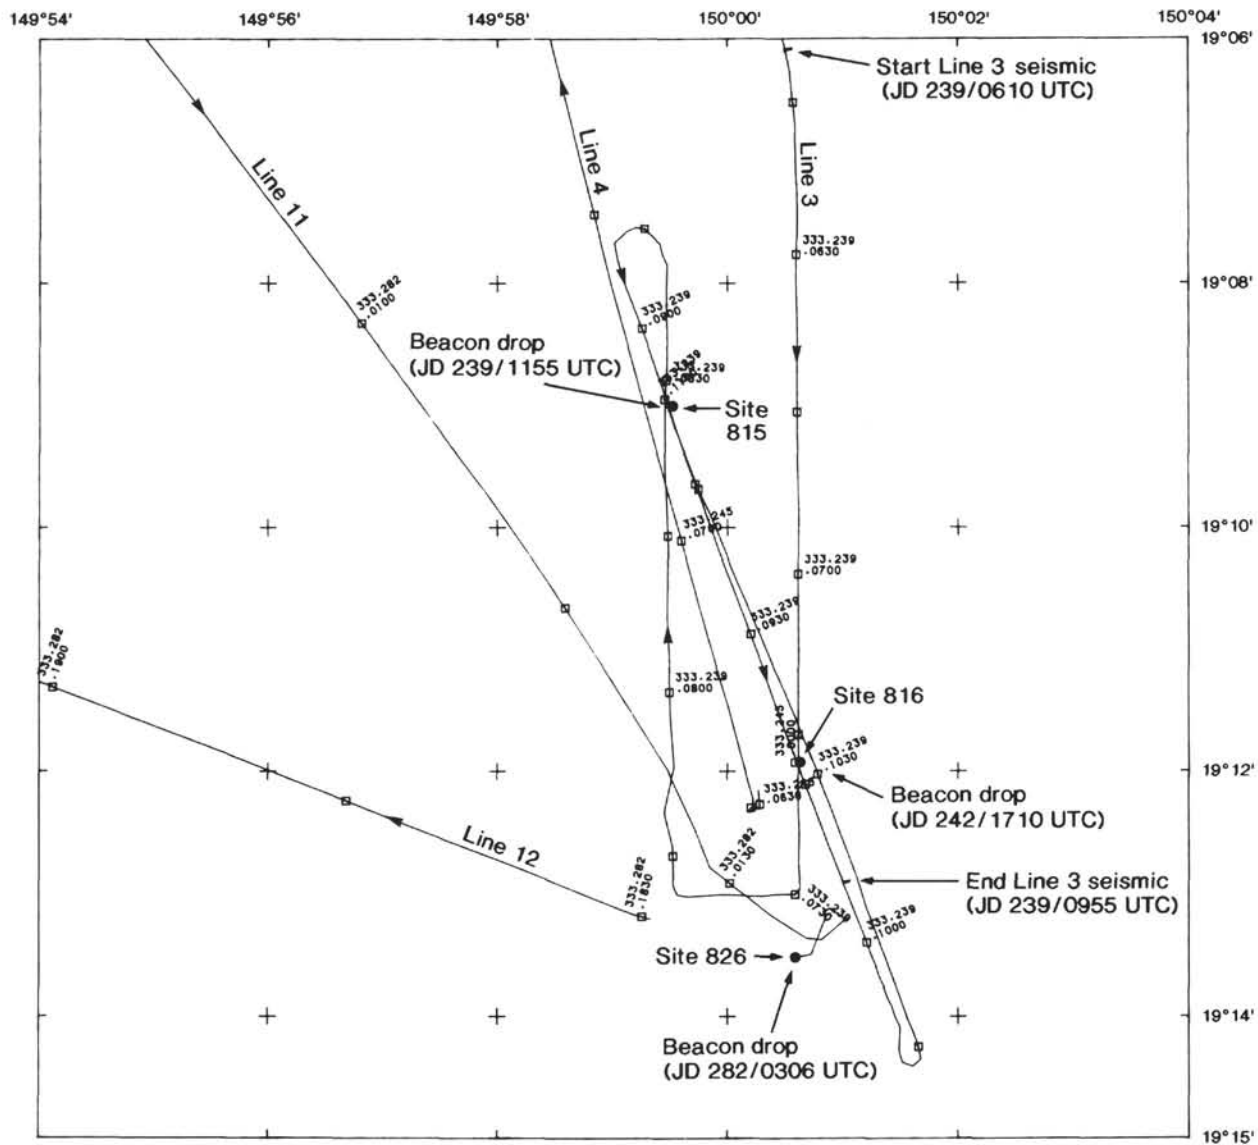 149°54'
149°56'
149°58'
150°00'
150°02'
150°04'
19°06'
Start Line 3 seismic
(JD 239/0610 UTC)
Line 4
Line 3
Line 11
333.239
.0630
19°08'
333.282
.0100
333.239
.0900
Beacon drop
(JD 239/1155 UTC)
.0830
Site
815
333.245
19°10'
333.239
.0700
.0930
333.282
.1900
333.239
.0800
Site 816
333.245
333.239
.1030
19°12'
.0630
Beacon drop
(JD 242/1710 UTC)
Line 12
333.282
.0130
333.282
.1830
End Line 3 seismic
(JD 239/0955 UTC)
333.239
.0730
333.239
.1000
Site 826
19°14'
Beacon drop
(JD 282/0306 UTC)
19°15'